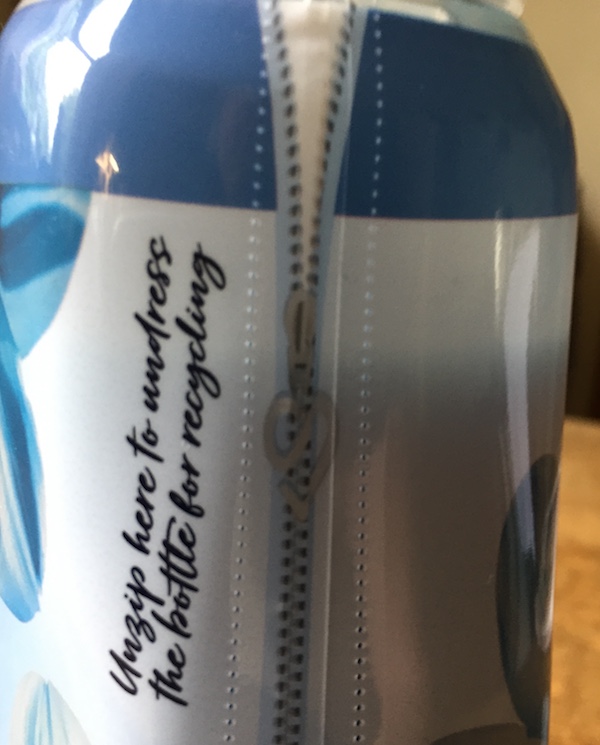 Unzip here to undress
the bottle for recycling